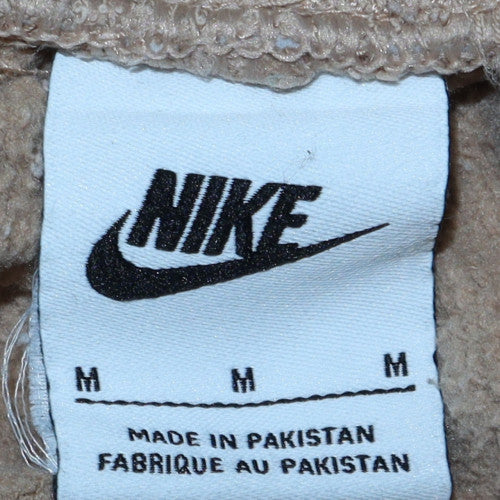 NIKE
M M M
MADE IN PAKISTAN
FABRIQUE AU PAKISTAN